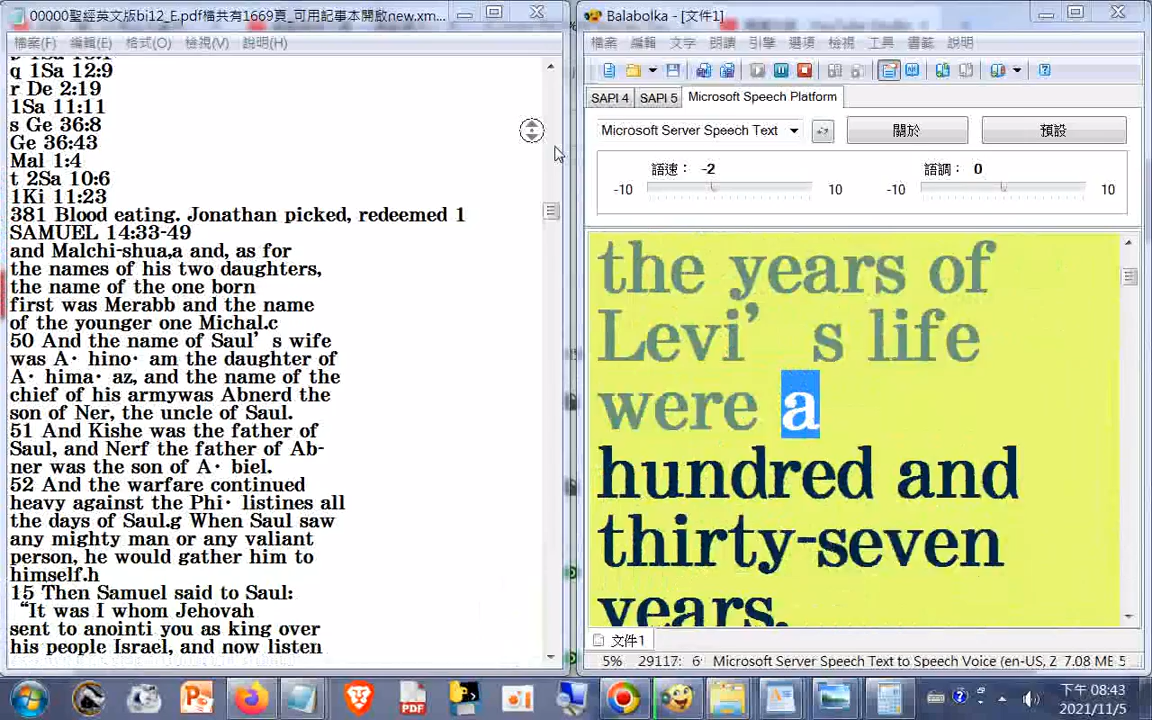 00000聖經英文版bi12_E.pdf檔共有1669頁_可用記事本開啟new.xm...
檔案(F) 編輯(E) 格式(O) 檢視(V) 說明(H)
q 1Sa 12:9
r De 2:19
1Sa 11:11
s Ge 36:8
Ge 36:43
Mal 1:4
t 2Sa 10:6
1Ki 11:23
381 Blood eating. Jonathan picked, redeemed 1
SAMUEL 14:33-49
and Malchi-shua,a and, as for
the names of his two daughters,
the name of the one born
first was Merabb and the name
of the younger one Michal.c
50 And the name of Saul’s wife
was A·hino·am the daughter of
A·hima·az, and the name of the
chief of his armywas Abnerd the
son of Ner, the uncle of Saul.
51 And Kishe was the father of
Saul, and Nerf the father of Ab-
ner was the son of A·biel.
52 And the warfare continued
heavy against the Phi·listines all
the days of Saul.g When Saul saw
any mighty man or any valiant
person, he would gather him to
himself.h
15 Then Samuel said to Saul:
“It was I whom Jehovah
sent to anointi you as king over
his people Israel, and now listen
Balabolka - [文件1]
檔案 編輯 文字 朗讀 引擎 選項 檢視 工具 書籤 說明
SAPI 4 SAPI 5 Microsoft Speech Platform
Microsoft Server Speech Text 關於 預設
語速： -2 語調： 0
-10 10 -10 10
the years of
Levi’s life
were a
hundred and
thirty-seven
years.
文件1
5% 29117: 6 Microsoft Server Speech Text to Speech Voice (en-US, Z 7.08 MB 5
PDF
下午 08:43
2021/11/5